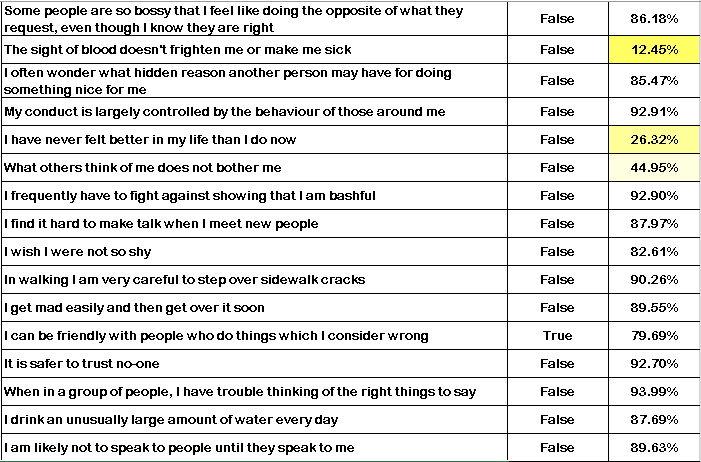 Some people are so bossy that I feel like doing the opposite of what they
request, even though I know they are right False 86.18%
The sight of blood doesn't frighten me or make me sick False 12.45%
I often wonder what hidden reason another person may have for doing
something nice for me False 85.47%
My conduct is largely controlled by the behaviour of those around me False 92.91%
I have never felt better in my life than I do now False 26.32%
What others think of me does not bother me False 44.95%
I frequently have to fight against showing that I am bashful False 92.90%
I find it hard to make talk when I meet new people False 87.97%
I wish I were not so shy False 82.61%
In walking I am very careful to step over sidewalk cracks False 90.26%
I get mad easily and then get over it soon False 89.55%
I can be friendly with people who do things which I consider wrong True 79.69%
It is safer to trust no-one False 92.70%
When in a group of people, I have trouble thinking of the right things to say False 93.99%
I drink an unusually large amount of water every day False 87.69%
I am likely not to speak to people until they speak to me False 89.63%